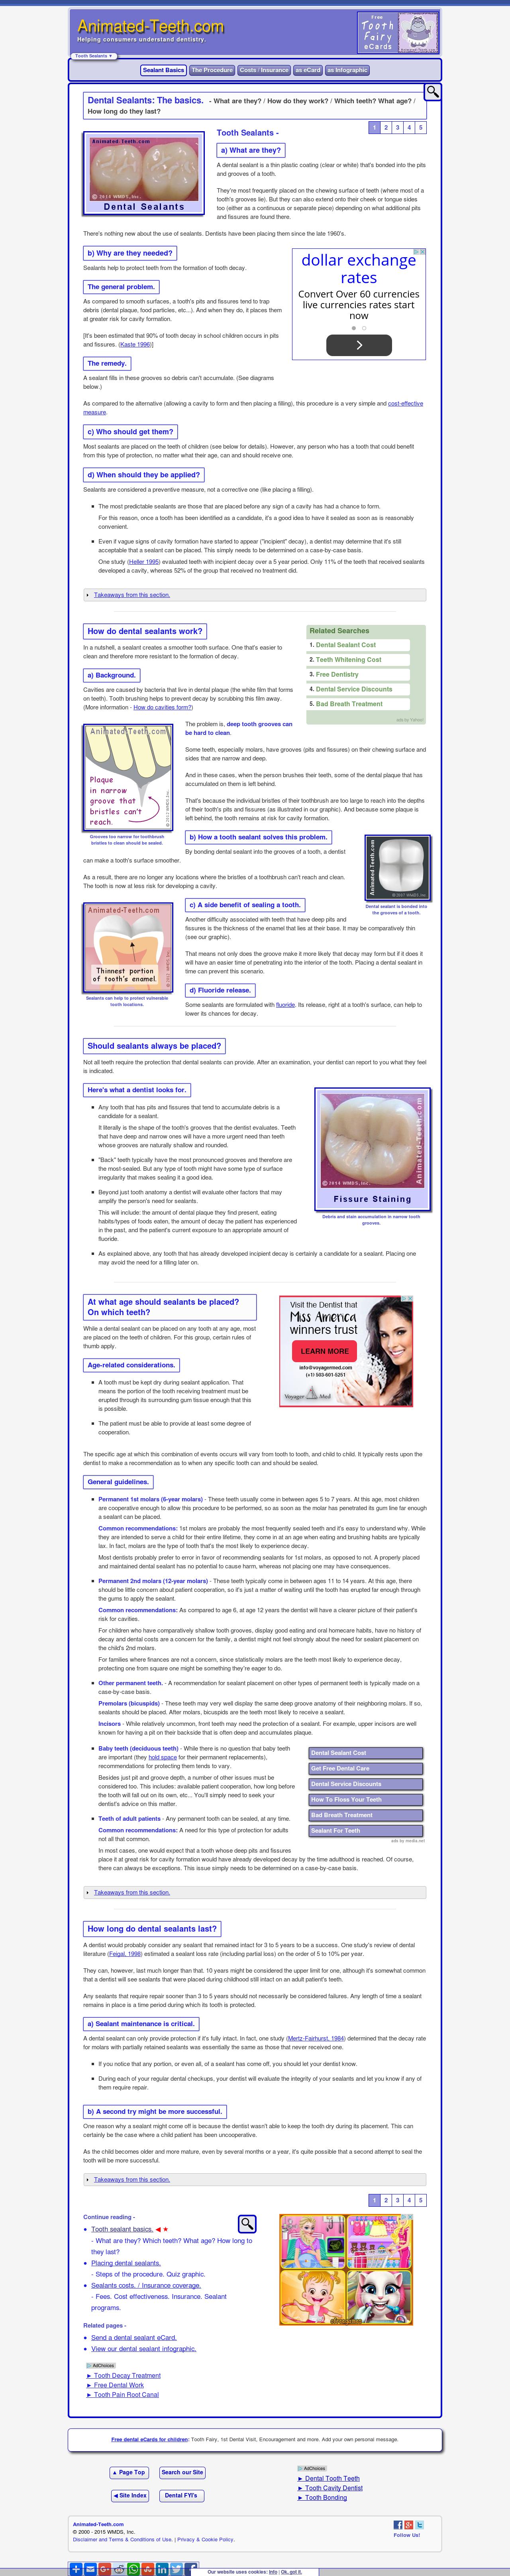 Animated-Teeth.com
Helping consumers understand dentistry.
Free
Tooth
Fairy
eCards
Tooth Sealants ▼
Sealant Basics
The Procedure
Costs / Insurance
as eCard
as Infographic
Dental Sealants: The basics. - What are they? / How do they work? / Which teeth? What age? /
How long do they last?
1 2 3 4 5
Dental Sealants
Tooth Sealants -
a) What are they?
A dental sealant is a thin plastic coating (clear or white) that's bonded into the pits
and grooves of a tooth.
They're most frequently placed on the chewing surface of teeth (where most of a
tooth's grooves lie). But they can also extend onto their cheek or tongue sides
too (either as a continuous or separate piece) depending on what additional pits
and fissures are found there.
There's nothing new about the use of sealants. Dentists have been placing them since the late 1960's.
b) Why are they needed?
Sealants help to protect teeth from the formation of tooth decay.
The general problem.
As compared to smooth surfaces, a tooth's pits and fissures tend to trap
debris (dental plaque, food particles, etc...). And when they do, it places them
at greater risk for cavity formation.
[It's been estimated that 90% of tooth decay in school children occurs in pits
and fissures. (Kaste 1996)]
dollar exchange
rates
Convert Over 60 currencies
live currencies rates start
now
The remedy.
A sealant fills in these grooves so debris can't accumulate. (See diagrams
below.)
As compared to the alternative (allowing a cavity to form and then placing a filling), this procedure is a very simple and cost-effective
measure.
c) Who should get them?
Most sealants are placed on the teeth of children (see below for details). However, any person who has a tooth that could benefit
from this type of protection, no matter what their age, can and should receive one.
d) When should they be applied?
Sealants are considered a preventive measure, not a corrective one (like placing a filling).
The most predictable sealants are those that are placed before any sign of a cavity has had a chance to form.
For this reason, once a tooth has been identified as a candidate, it's a good idea to have it sealed as soon as is reasonably
convenient.
Even if vague signs of cavity formation have started to appear ("incipient" decay), a dentist may determine that it's still
acceptable that a sealant can be placed. This simply needs to be determined on a case-by-case basis.
One study (Heller 1995) evaluated teeth with incipient decay over a 5 year period. Only 11% of the teeth that received sealants
developed a cavity, whereas 52% of the group that received no treatment did.
Takeaways from this section.
How do dental sealants work?
In a nutshell, a sealant creates a smoother tooth surface. One that's easier to
clean and therefore more resistant to the formation of decay.
a) Background.
Cavities are caused by bacteria that live in dental plaque (the white film that forms
on teeth). Tooth brushing helps to prevent decay by scrubbing this film away.
(More information - How do cavities form?)
Related Searches
1. Dental Sealant Cost
2. Teeth Whitening Cost
3. Free Dentistry
4. Dental Service Discounts
5. Bad Breath Treatment
Animated-Teeth.com
Plaque
in narrow
groove that
bristles can't
reach.
Grooves too narrow for toothbrush
bristles to clean should be sealed.
The problem is, deep tooth grooves can
be hard to clean.
Some teeth, especially molars, have grooves (pits and fissures) on their chewing surface and
sides that are narrow and deep.
And in these cases, when the person brushes their teeth, some of the dental plaque that has
accumulated on them is left behind.
That's because the individual bristles of their toothbrush are too large to reach into the depths
of their tooth's pits and fissures (as illustrated in our graphic). And because some plaque is
left behind, the tooth remains at risk for cavity formation.
b) How a tooth sealant solves this problem.
By bonding dental sealant into the grooves of a tooth, a dentist
can make a tooth's surface smoother.
As a result, there are no longer any locations where the bristles of a toothbrush can't reach and clean.
The tooth is now at less risk for developing a cavity.
Animated-Teeth.com
Dental sealant is bonded into
the grooves of a tooth.
Animated-Teeth.com
Thinnest portion
of tooth's enamel.
Sealants can help to protect vulnerable
tooth locations.
c) A side benefit of sealing a tooth.
Another difficulty associated with teeth that have deep pits and
fissures is the thickness of the enamel that lies at their base. It may be comparatively thin
(see our graphic).
That means not only does the groove make it more likely that decay may form but if it does it
will have an easier time of penetrating into the interior of the tooth. Placing a dental sealant in
time can prevent this scenario.
d) Fluoride release.
Some sealants are formulated with fluoride. Its release, right at a tooth's surface, can help to
lower its chances for decay.
Should sealants always be placed?
Not all teeth require the protection that dental sealants can provide. After an examination, your dentist can report to you what they feel
is indicated.
Here's what a dentist looks for.
Any tooth that has pits and fissures that tend to accumulate debris is a
candidate for a sealant.
It literally is the shape of the tooth's grooves that the dentist evaluates. Teeth
that have deep and narrow ones will have a more urgent need than teeth
whose grooves are naturally shallow and rounded.
"Back" teeth typically have the most pronounced grooves and therefore are
the most-sealed. But any type of tooth might have some type of surface
irregularity that makes sealing it a good idea.
Beyond just tooth anatomy a dentist will evaluate other factors that may
amplify the person's need for sealants.
This will include: the amount of dental plaque they find present, eating
habits/types of foods eaten, the amount of decay the patient has experienced
in the past, and the patient's current exposure to an appropriate amount of
fluoride.
As explained above, any tooth that has already developed incipient decay is certainly a candidate for a sealant. Placing one
may avoid the need for a filling later on.
Animated-Teeth.com
Fissure Staining
Debris and stain accumulation in narrow tooth
grooves.
At what age should sealants be placed?
On which teeth?
While a dental sealant can be placed on any tooth at any age, most
are placed on the teeth of children. For this group, certain rules of
thumb apply.
Age-related considerations.
A tooth must be kept dry during sealant application. That
means the portion of the tooth receiving treatment must be
erupted through its surrounding gum tissue enough that this
is possible.
The patient must be able to provide at least some degree of
cooperation.
Visit the Dentist that
Miss America
winners trust
LEARN MORE
info@voyagermed.com
(+1) 503-601-5251
Voyager Med
The specific age at which this combination of events occurs will vary from tooth to tooth, and child to child. It typically rests upon the
dentist to make a recommendation as to when any specific tooth can and should be sealed.
General guidelines.
Permanent 1st molars (6-year molars) - These teeth usually come in between ages 5 to 7 years. At this age, most children
are cooperative enough to allow this procedure to be performed, so as soon as the molar has penetrated its gum line far enough
a sealant can be placed.
Common recommendations: 1st molars are probably the most frequently sealed teeth and it's easy to understand why. While
they are intended to serve a child for their entire lifetime, they come in so early that dental awareness and home care are typically
lax. In fact, molars are the type of tooth that's the most likely to experience decay.
Most dentists probably prefer to error in favor of recommending sealants for 1st molars, as opposed to not. A properly placed
and maintained dental sealant has essentially no potential to cause harm, whereas no placing one might lead to consequences.
Permanent 2nd molars (12-year molars) - These teeth typically come in between ages 11 to 14 years. At this age, there
should be little concern about patient cooperation, so it's just a matter of waiting until the tooth has erupted far enough through
the gums to apply the sealant.
Common recommendations: As compared to age 6, at age 12 years the dentist will have a clearer picture of their patient's
risk for cavities.
For children who have comparatively shallow tooth grooves, display good dietary and oral home care habits, have no history of
decay and don't have a strong history of decay in the family, a dentist might not feel strongly about sealant placement on
the child's 2nd molars.
For families where finances are not a concern, since statistically molars are the teeth most likely to experience decay,
protecting one from square one might be something they're eager to do.
Other permanent teeth. - A recommendation for sealant placement on other types of permanent teeth is typically made on a
case-by-case basis.
Premolars (bicuspids) - These teeth may very well display the same deep groove anatomy of their neighboring molars. If so,
sealants should be placed. After molars, bicuspids are the teeth most likely to receive a sealant.
Incisors - While relatively uncommon, front teeth may need the protection of a sealant. For example, upper incisors are well
known for having a pit on their backside that is often deep and accumulates plaque.
Baby teeth (deciduous teeth) - While there is no question that baby teeth
are important (they hold space for their permanent replacements),
recommendations for protecting them tends to vary.
Besides just pit and groove depth, a number of other issues must be
considered too. This includes: available patient cooperation, how long before
the tooth will fall out on its own, etc... You'll simply need to seek your
dentist's advice on this matter.
Dental Sealant Cost
Get Free Dental Care
Dental Service Discounts
How To Floss Your Teeth
Bad Breath Treatment
Sealant For Teeth
ads by media.net
Teeth of adult patients - Any permanent tooth can be sealed, at any time.
Common recommendations: A need for this type of protection for adults
not all that common.
In most cases, one would expect that a tooth whose deep pits and fissures
place it at great risk for cavity formation would have already developed decay by the time adulthood was reached. Of course,
there can always be exceptions. This issue simply needs to be determined on a case-by-case basis.
Takeaways from this section.
How long do dental sealants last?
A dentist would probably consider any sealant that remained intact for 3 to 5 years to be a success. One study's review of dental
literature (Feigal, 1998) estimated a sealant loss rate (including partial loss) on the order of 5 to 10% per year.
They can, however, last much longer than that. 10 years might be considered the upper limit for one, although it's somewhat common
that a dentist will see sealants that were placed during childhood still intact on an adult patient's teeth.
Any sealants that require repair sooner than 3 to 5 years should not necessarily be considered failures. Any length of time a sealant
remains in place is a time period during which its tooth is protected.
a) Sealant maintenance is critical.
A dental sealant can only provide protection if it's fully intact. In fact, one study (Mertz-Fairhurst, 1984) determined that the decay rate
of molars with partially retained sealants was essentially the same as those that never received one.
If you notice that any portion, or even all, of a sealant has come off, you should let your dentist know.
During each of your regular dental checkups, your dentist will evaluate the integrity of your sealants and let you know if any of
them require repair.
b) A second try might be more successful.
One reason why a sealant might come off is because the dentist wasn't able to keep the tooth dry during its placement. This can
certainly be the case where a child patient has been uncooperative.
As the child becomes older and more mature, even by several months or a year, it's quite possible that a second attempt to seal the
tooth will be more successful.
Takeaways from this section.
1 2 3 4 5
Continue reading -
Tooth sealant basics. ◀ ★
- What are they? Which teeth? What age? How long to
they last?
Placing dental sealants.
- Steps of the procedure. Quiz graphic.
Sealants costs. / Insurance coverage.
- Fees. Cost effectiveness. Insurance. Sealant
programs.
Related pages -
Send a dental sealant eCard.
View our dental sealant infographic.
AdChoices
► Tooth Decay Treatment
► Free Dental Work
► Tooth Pain Root Canal
Free dental eCards for children: Tooth Fairy, 1st Dental Visit, Encouragement and more. Add your own personal message.
▲ Page Top
Search our Site
◀ Site Index
Dental FYI's
AdChoices
► Dental Tooth Teeth
► Tooth Cavity Dentist
► Tooth Bonding
Animated-Teeth.com
© 2000 - 2015 WMDS, Inc.
Disclaimer and Terms & Conditions of Use. | Privacy & Cookie Policy.
Follow Us!
Our website uses cookies: Info | Ok, got it.